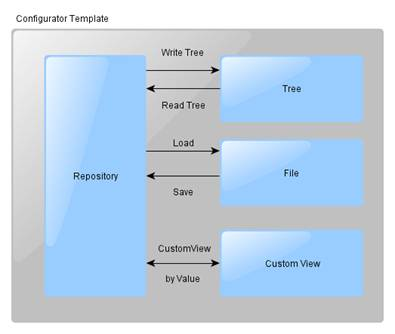 Configurator Template
Write Tree
Tree
Read Tree
Load
Repository
File
Save
CustomView
Custom View
by Value